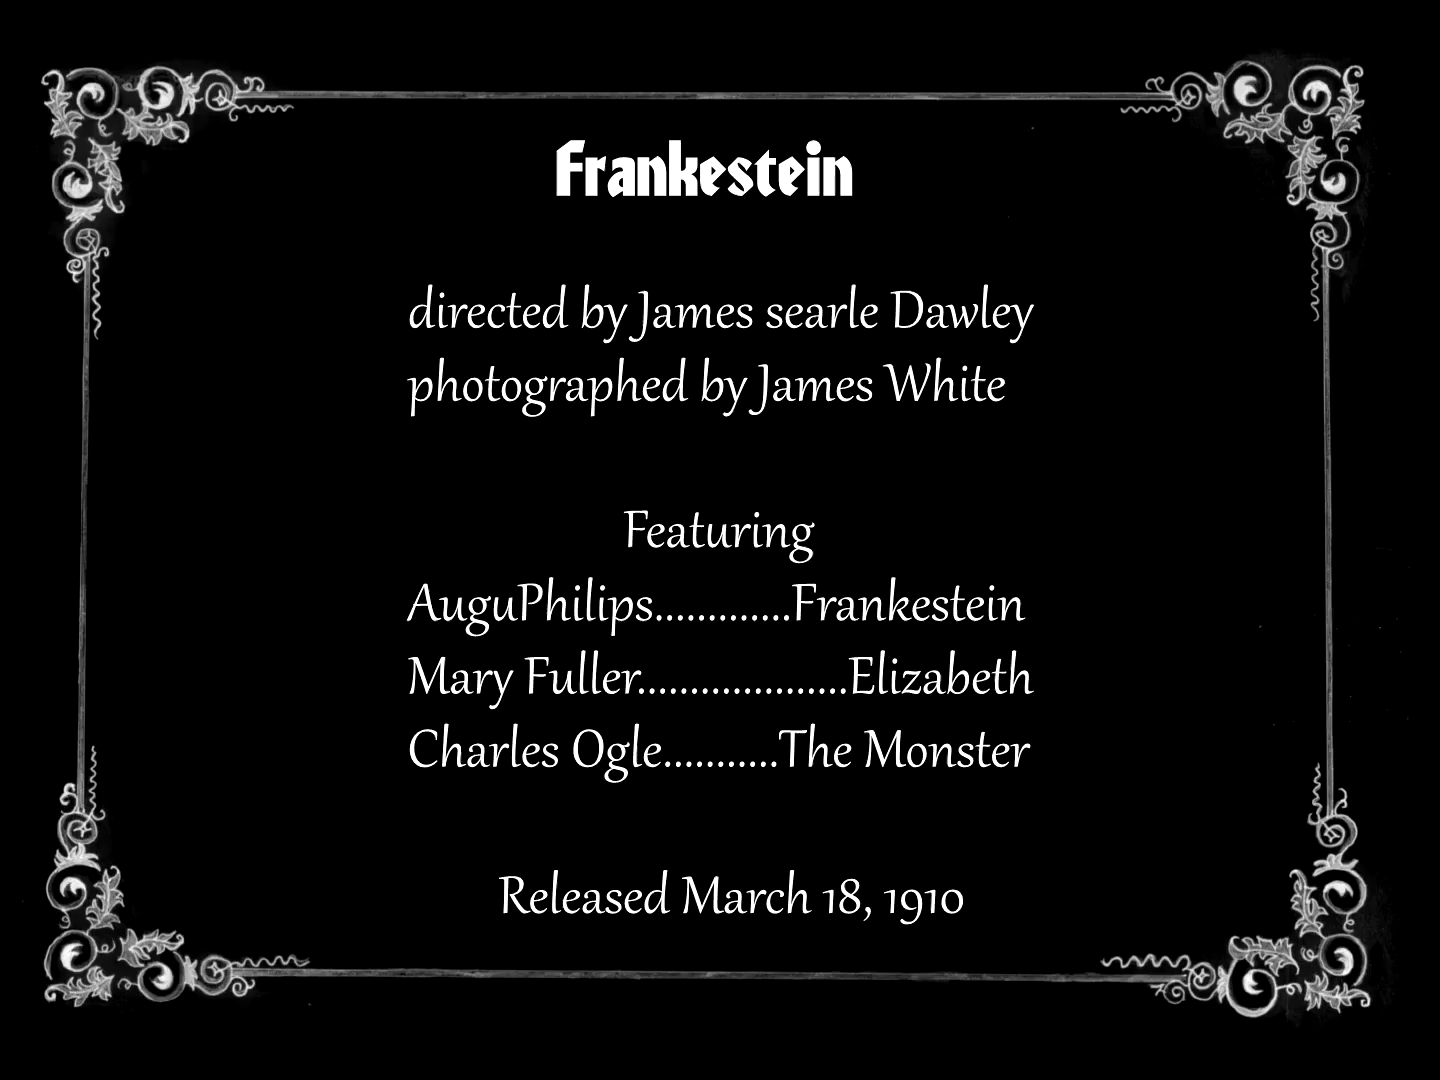 Frankestein
directed by James searle Dawley
photographed by James White
Featuring
AuguPhilips.............Frankestein
Mary Fuller....................Elizabeth
Charles Ogle...........The Monster
Released March 18, 1910